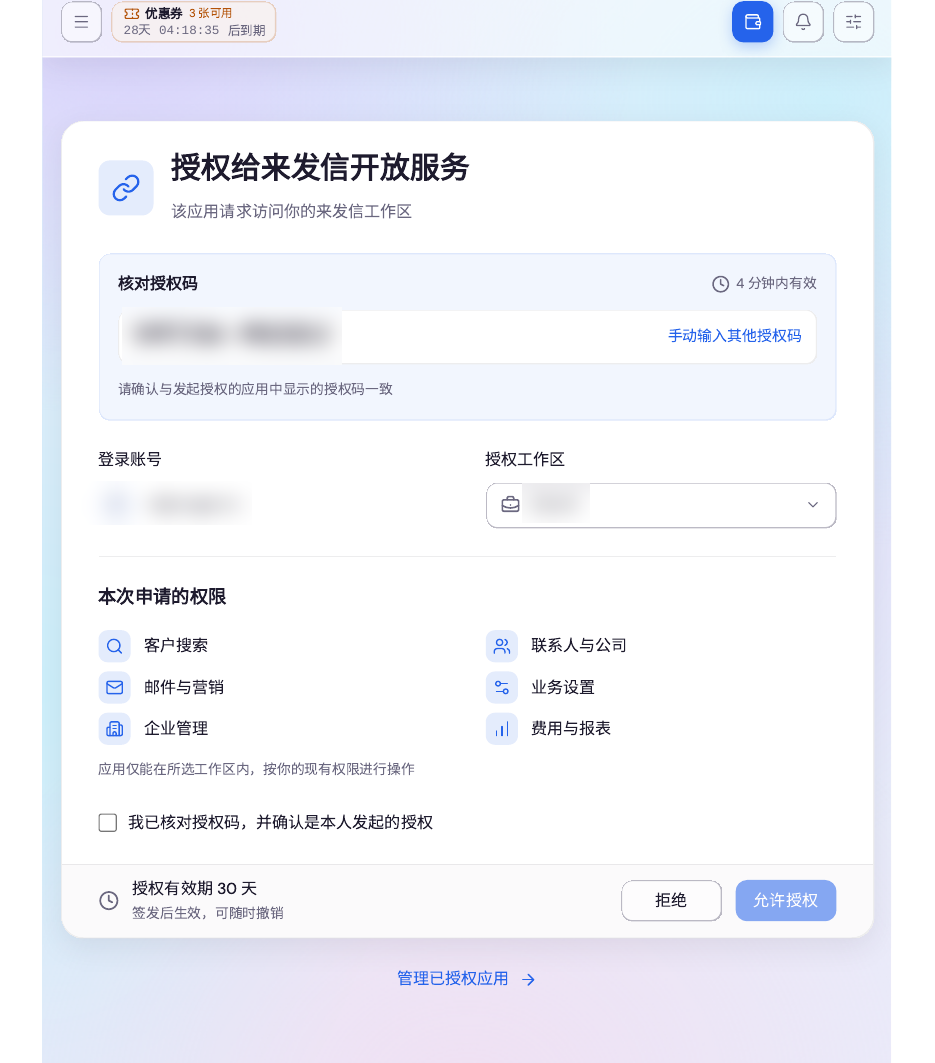 优惠券 3 张可用
28天 04:18:35 后到期
授权给来发信开放服务
该应用请求访问你的来发信工作区
核对授权码
4 分钟内有效
手动输入其他授权码
请确认与发起授权的应用中显示的授权码一致
登录账号
授权工作区
本次申请的权限
客户搜索
联系人与公司
邮件与营销
业务设置
企业管理
费用与报表
应用仅能在所选工作区内，按你的现有权限进行操作
我已核对授权码，并确认是本人发起的授权
授权有效期 30 天
签发后生效，可随时撤销
拒绝
允许授权
管理已授权应用